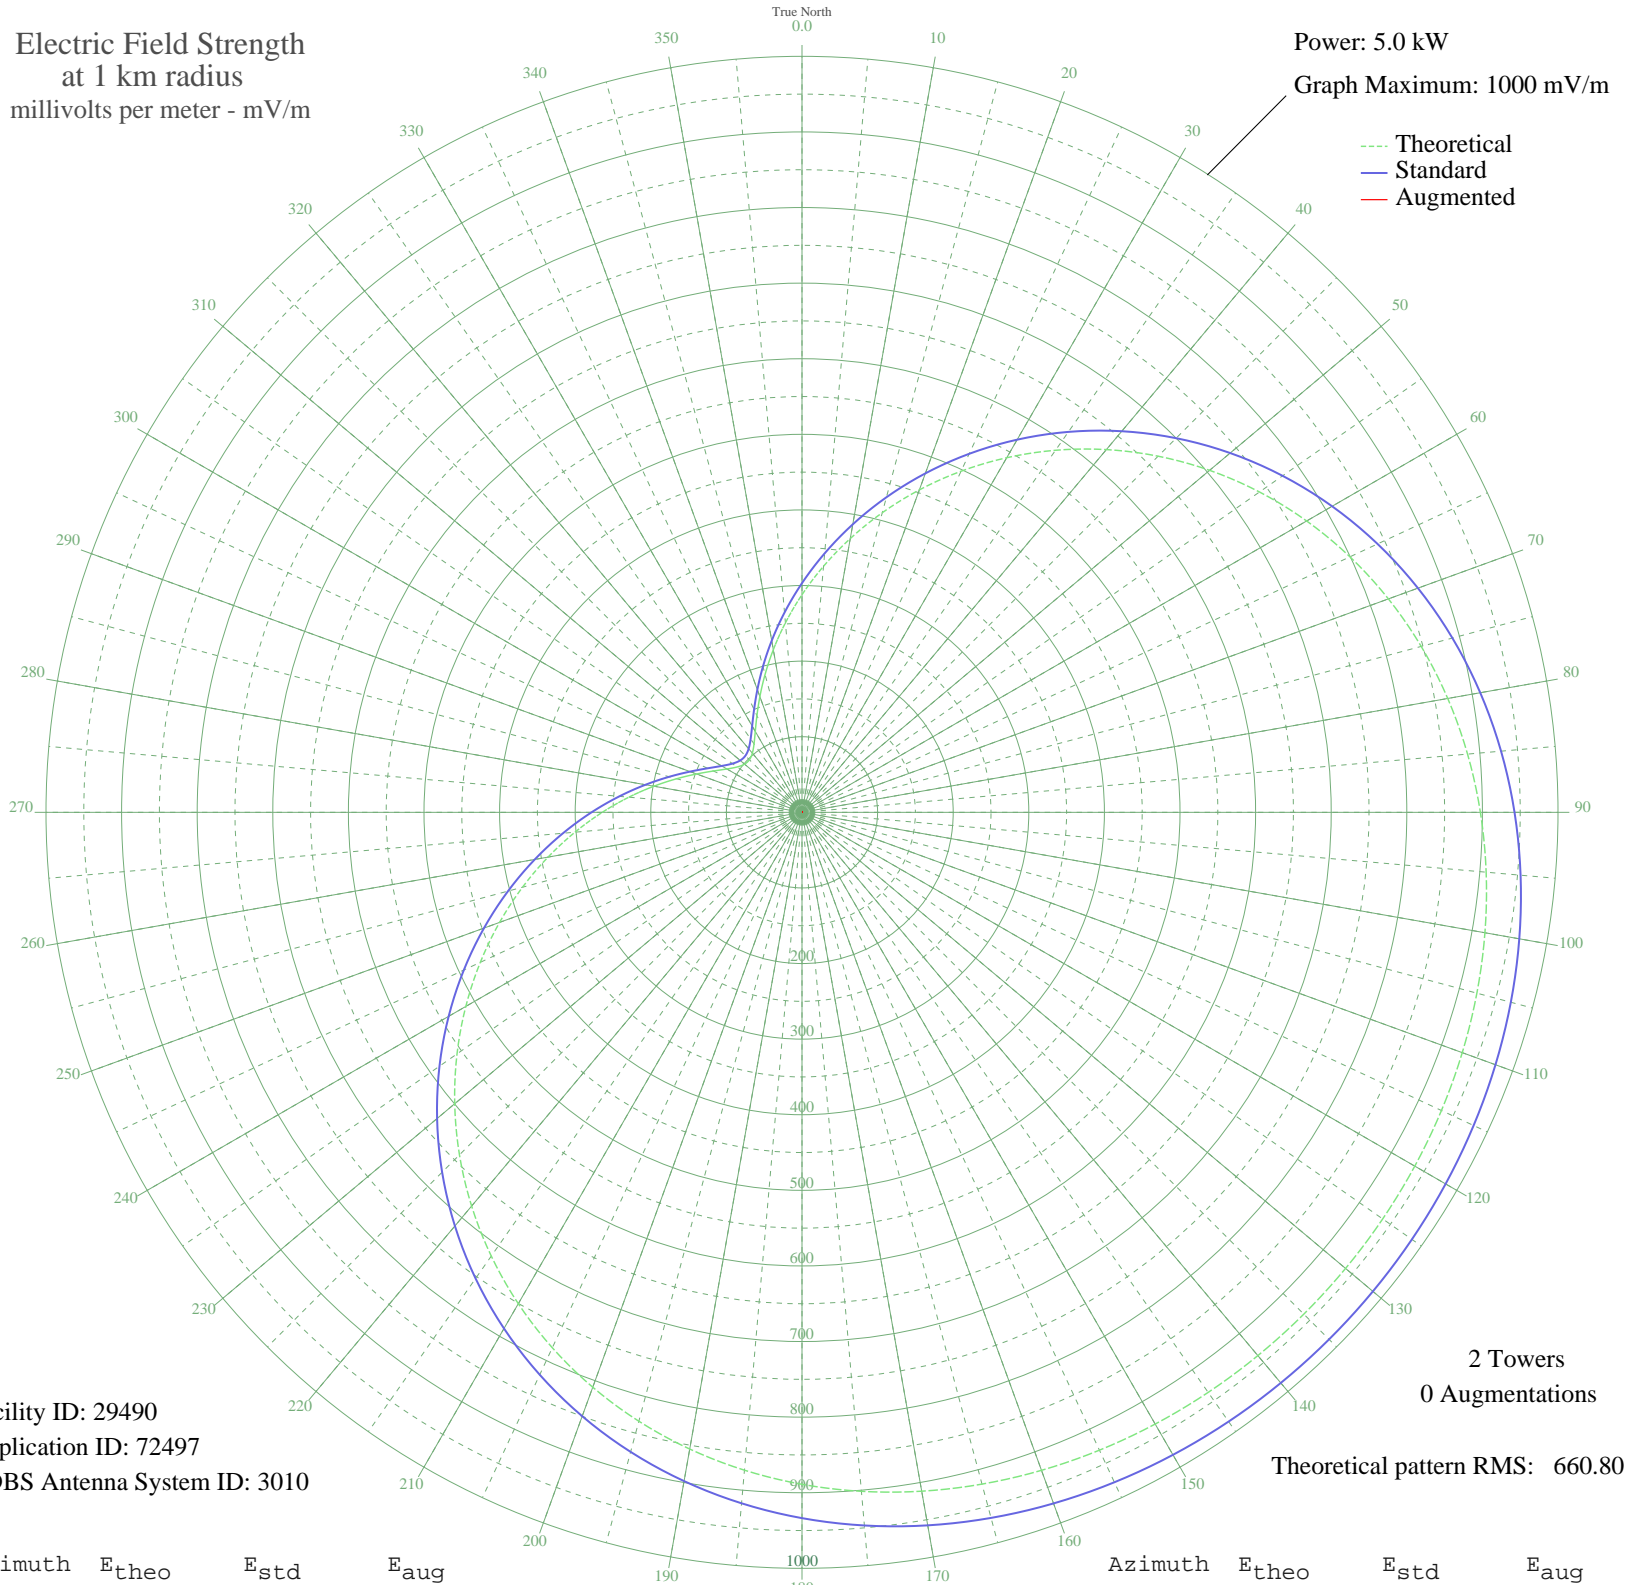 True North
0.0
Electric Field Strength
at 1 km radius
millivolts per meter - mV/m
Power: 5.0 kW
Graph Maximum: 1000 mV/m
Theoretical
Standard
Augmented
10
20
30
40
50
60
70
80
90
100
110
120
130
140
150
160
170
180
190
200
210
220
230
240
250
260
270
280
290
300
310
320
330
340
350
200
300
400
500
600
700
800
900
1000
2 Towers
0 Augmentations
Theoretical pattern RMS: 660.80
cility ID: 29490
plication ID: 72497
DBS Antenna System ID: 3010
imuth Etheo Estd Eaug
Azimuth Etheo Estd Eaug